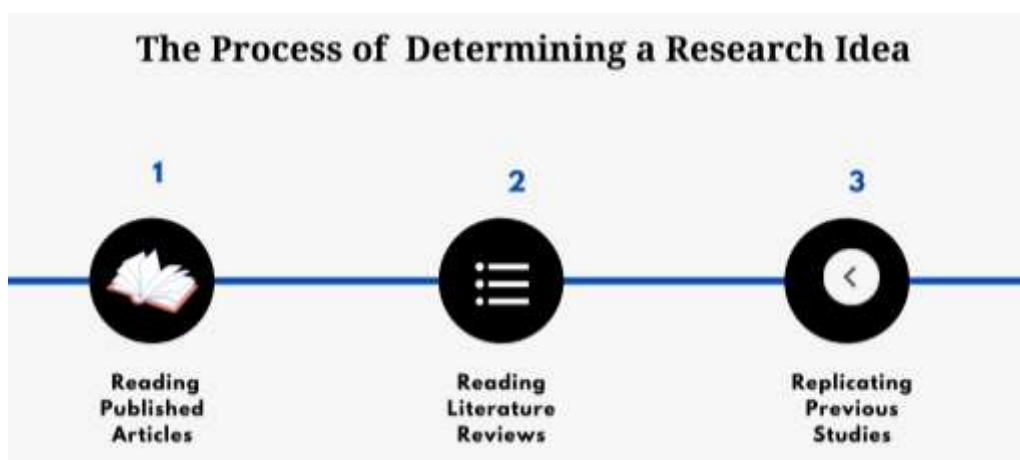 The Process of Determining a Research Idea
1
2
3
Reading
Published
Articles
Reading
Literature
Reviews
Replicating
Previous
Studies